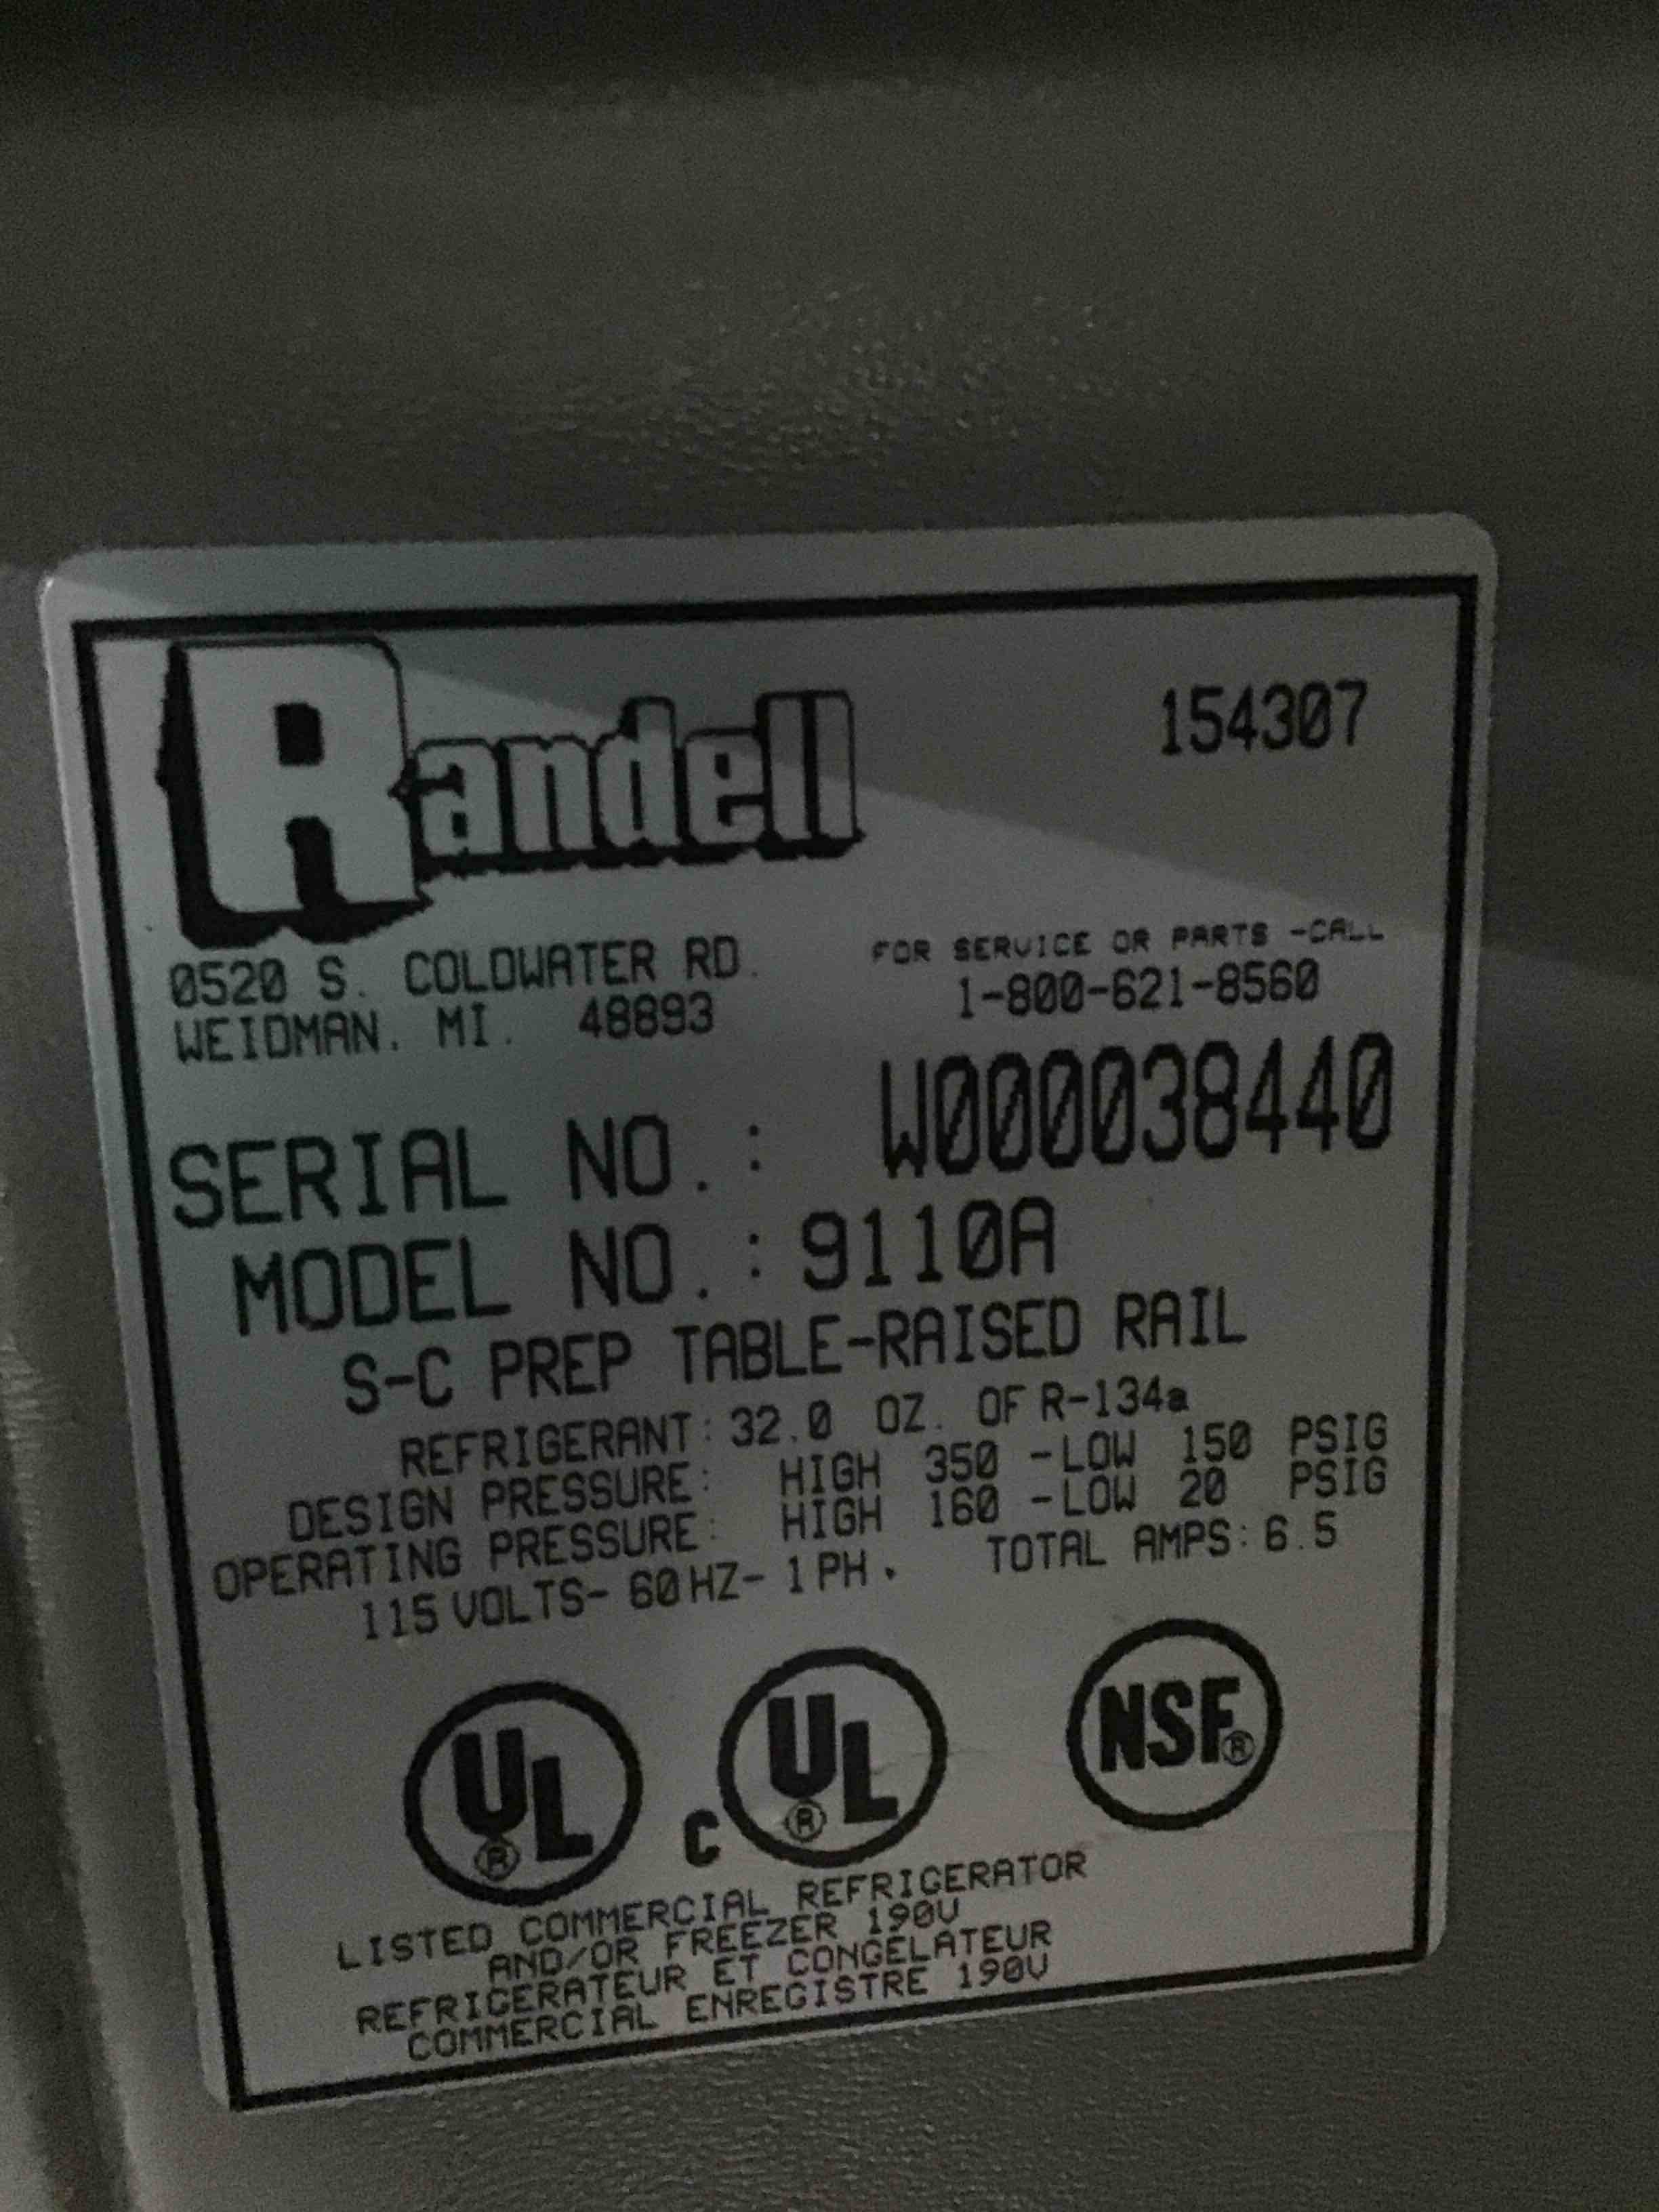 Randell
154307
0520 S. COLDWATER RD.
WEIDMAN, MI. 48893
FOR SERVICE OR PARTS -CALL
1-800-621-8560
SERIAL NO.: W000038440
MODEL NO.: 9110A
S-C PREP TABLE-RAISED RAIL
REFRIGERANT: 32.0 OZ. OF R-134a
DESIGN PRESSURE: HIGH 350 -LOW 150 PSIG
OPERATING PRESSURE: HIGH 160 -LOW 20 PSIG
115 VOLTS- 60 HZ- 1 PH. TOTAL AMPS: 6.5
UL®
C UL®
NSF®
LISTED COMMERCIAL REFRIGERATOR
AND/OR FREEZER 190U
REFRIGERATEUR ET CONGELATEUR
COMMERCIAL ENREGISTRE 190U